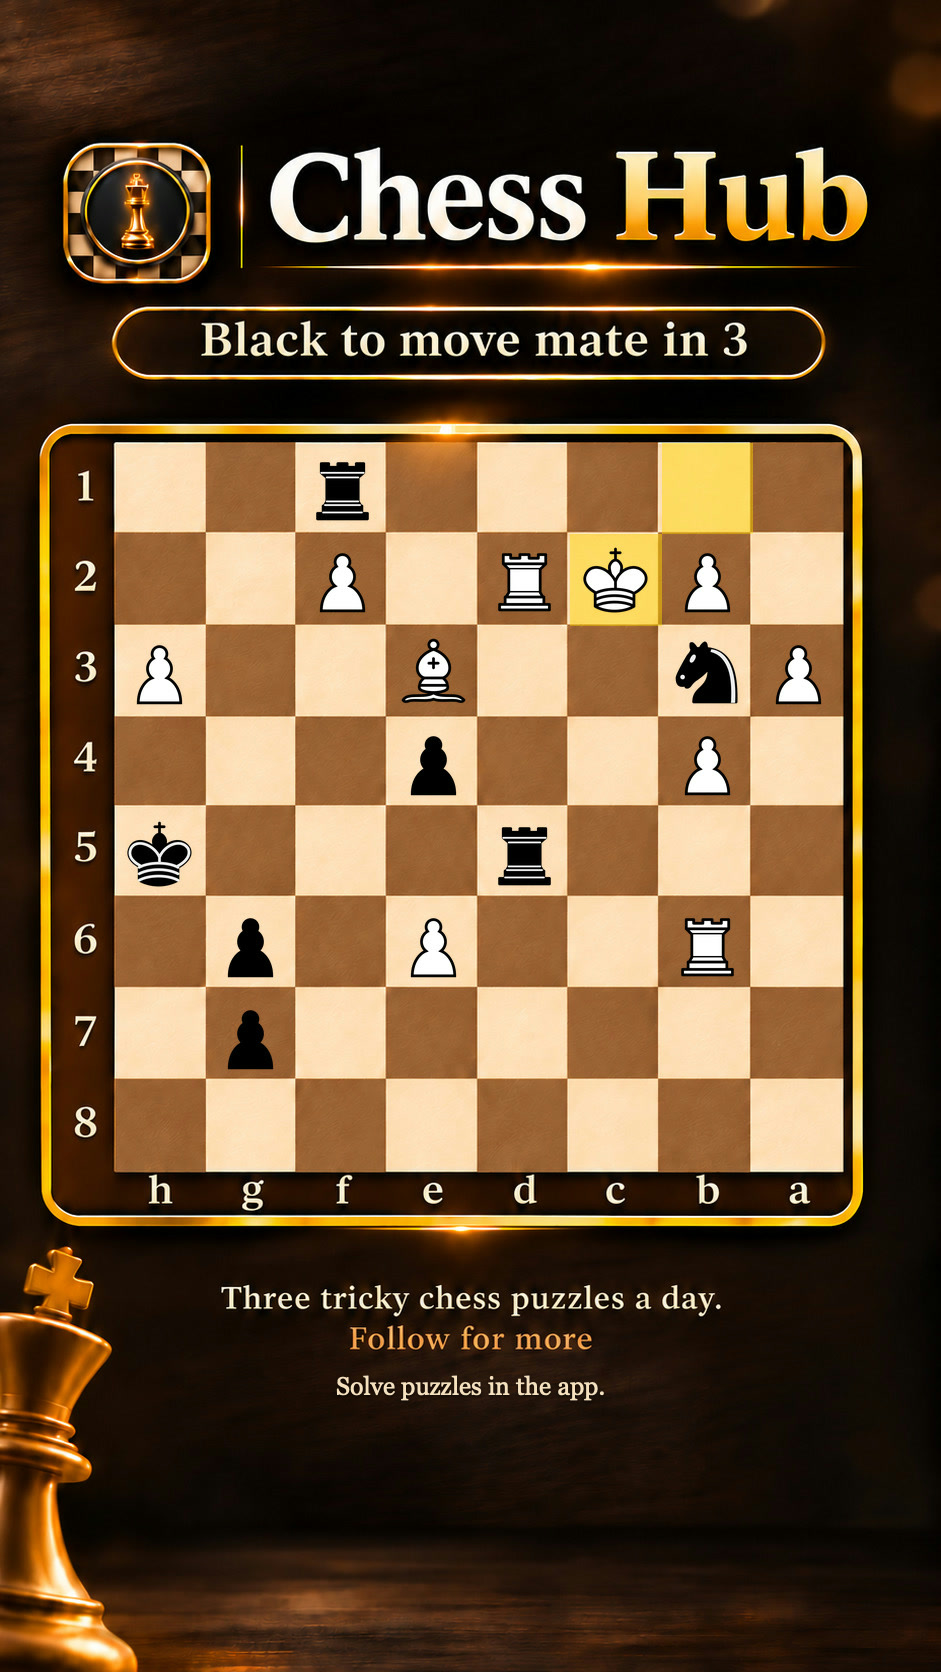 Chess Hub
Black to move mate in 3
1
2
3
4
5
6
7
8
h g f e d c b a
Three tricky chess puzzles a day.
Follow for more
Solve puzzles in the app.